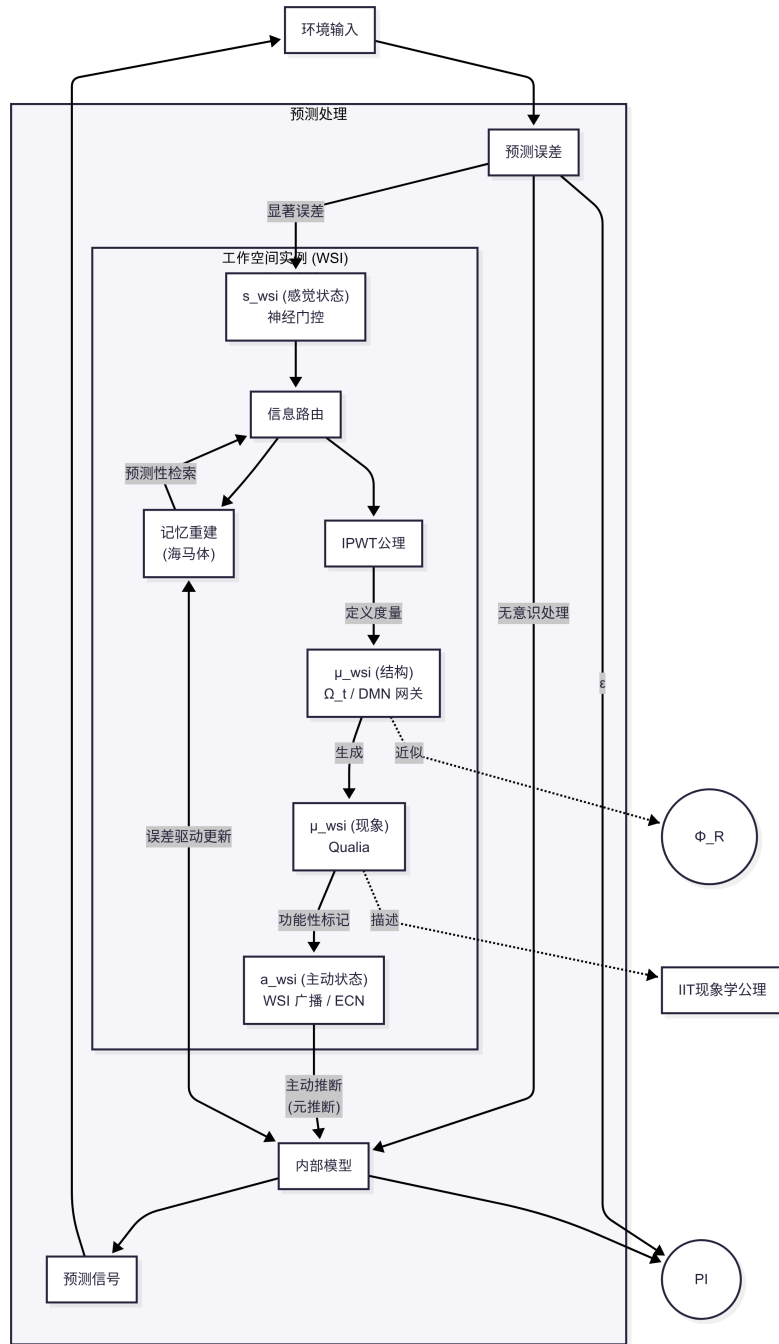 环境输入
预测处理
预测误差
显著误差
工作空间实例 (WSI)
s_wsi (感觉状态)
神经门控
信息路由
预测性检索
记忆重建
(海马体)
IPWT公理
定义度量
无意识处理
μ_wsi (结构)
Ω_t / DMN 网关
ε
生成
近似
μ_wsi (现象)
Qualia
Φ_R
误差驱动更新
功能性标记
描述
a_wsi (主动状态)
WSI 广播 / ECN
IIT现象学公理
主动推断
(元推断)
内部模型
预测信号
PI